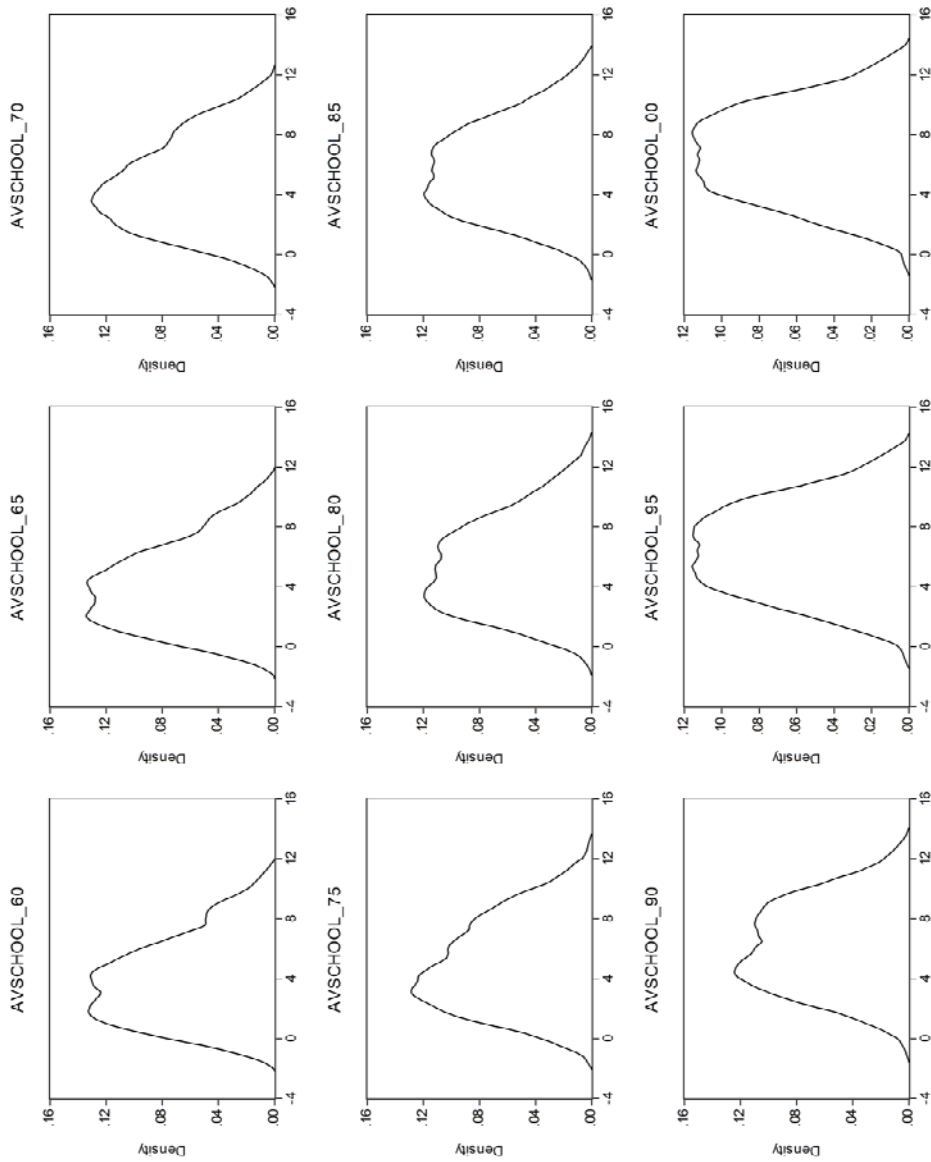 AVSCHOOL_60
.16
.12
.08
.04
.00
Density
-4 0 4 8 12 16
AVSCHOOL_65
.16
.12
.08
.04
.00
Density
-4 0 4 8 12 16
AVSCHOOL_70
.16
.12
.08
.04
.00
Density
-4 0 4 8 12 16
AVSCHOOL_75
.16
.12
.08
.04
.00
Density
-4 0 4 8 12 16
AVSCHOOL_80
.16
.12
.08
.04
.00
Density
-4 0 4 8 12 16
AVSCHOOL_85
.16
.12
.08
.04
.00
Density
-4 0 4 8 12 16
AVSCHOOL_90
.16
.12
.08
.04
.00
Density
-4 0 4 8 12 16
AVSCHOOL_95
.12
.10
.08
.06
.04
.02
.00
Density
-4 0 4 8 12 16
AVSCHOOL_00
.12
.10
.08
.06
.04
.02
.00
Density
-4 0 4 8 12 16